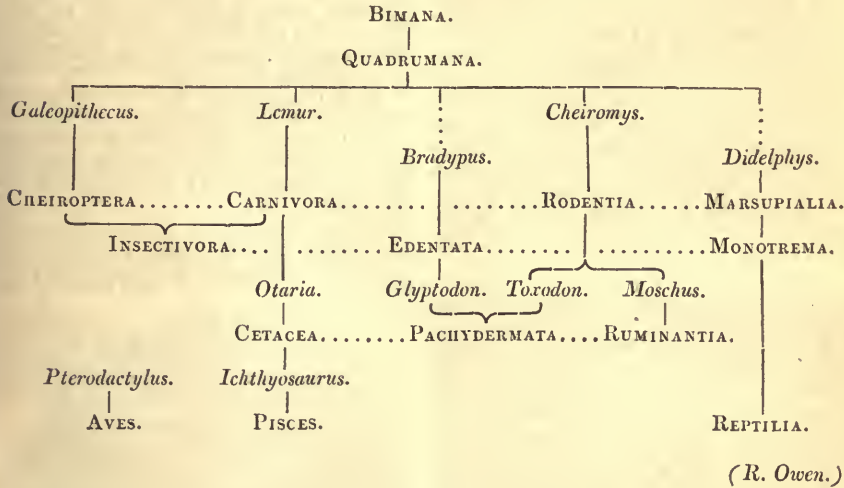 BIMANA.
QUADRUMANA.
Galeopithecus. Lemur. Cheiromys.
Bradypus. Didelphys.
CHEIROPTERA........CARNIVORA........ ........RODENTIA......MARSUPIALIA.
INSECTIVORA.... ........EDENTATA........ ........MONOTREMA.
Otaria. Glyptodon. Toxodon. Moschus.
CETACEA........PACHYDERMATA....RUMINANTIA.
Pterodactylus. Ichthyosaurus.
AVES. PISCES. REPTILIA.
(R. Owen.)